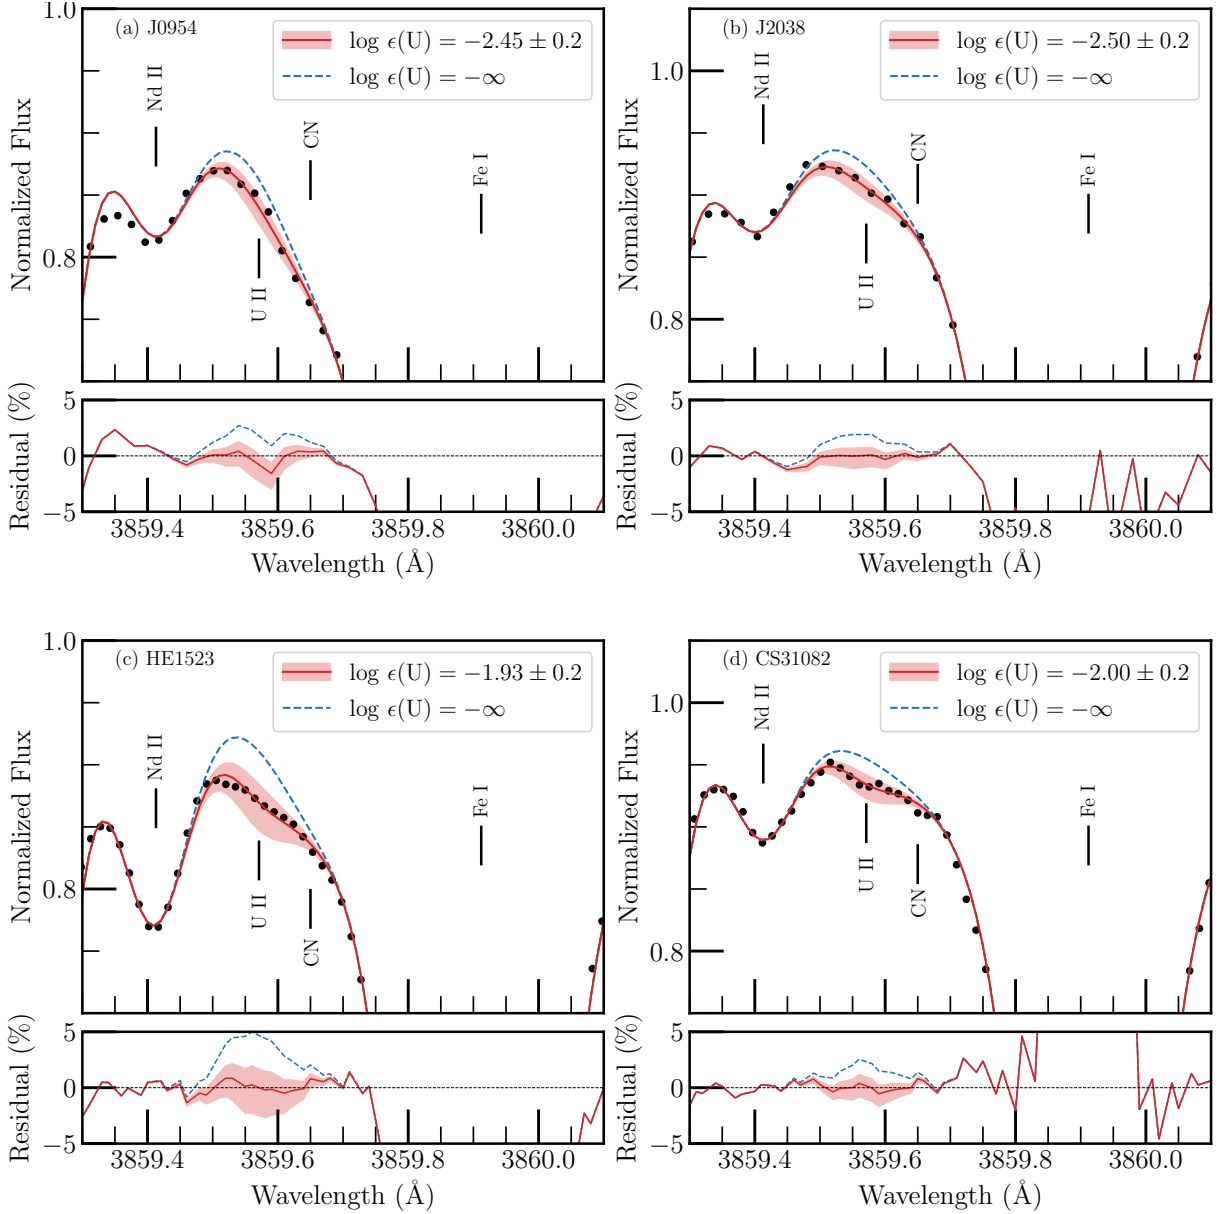 (a) J0954
log ϵ(U) = −2.45 ± 0.2
log ϵ(U) = −∞
Nd II
CN
Fe I
U II
Normalized Flux
1.0
0.8
Residual (%)
5
0
−5
3859.4 3859.6 3859.8 3860.0
Wavelength (Å)
(b) J2038
log ϵ(U) = −2.50 ± 0.2
log ϵ(U) = −∞
Nd II
CN
Fe I
U II
Normalized Flux
1.0
0.8
Residual (%)
5
0
−5
3859.4 3859.6 3859.8 3860.0
Wavelength (Å)
(c) HE1523
log ϵ(U) = −1.93 ± 0.2
log ϵ(U) = −∞
Nd II
Fe I
U II
CN
Normalized Flux
1.0
0.8
Residual (%)
5
0
−5
3859.4 3859.6 3859.8 3860.0
Wavelength (Å)
(d) CS31082
log ϵ(U) = −2.00 ± 0.2
log ϵ(U) = −∞
Nd II
Fe I
U II
CN
Normalized Flux
1.0
0.8
Residual (%)
5
0
−5
3859.4 3859.6 3859.8 3860.0
Wavelength (Å)